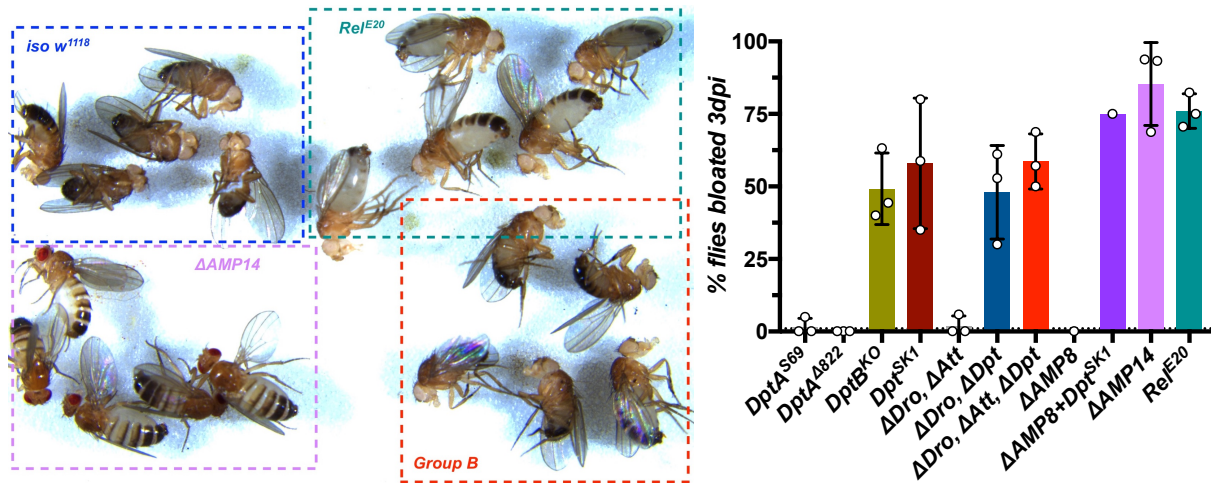 iso w1118
RelE20
ΔAMP14
Group B
% flies bloated 3dpi
100
75
50
25
0
DptAS69
DptAΔ822
DptBKO
DptSK1
ΔDro, ΔAtt
ΔDro, ΔDpt
ΔDro, ΔAtt, ΔDpt
ΔAMP8
ΔAMP8+DptSK1
ΔAMP14
RelE20